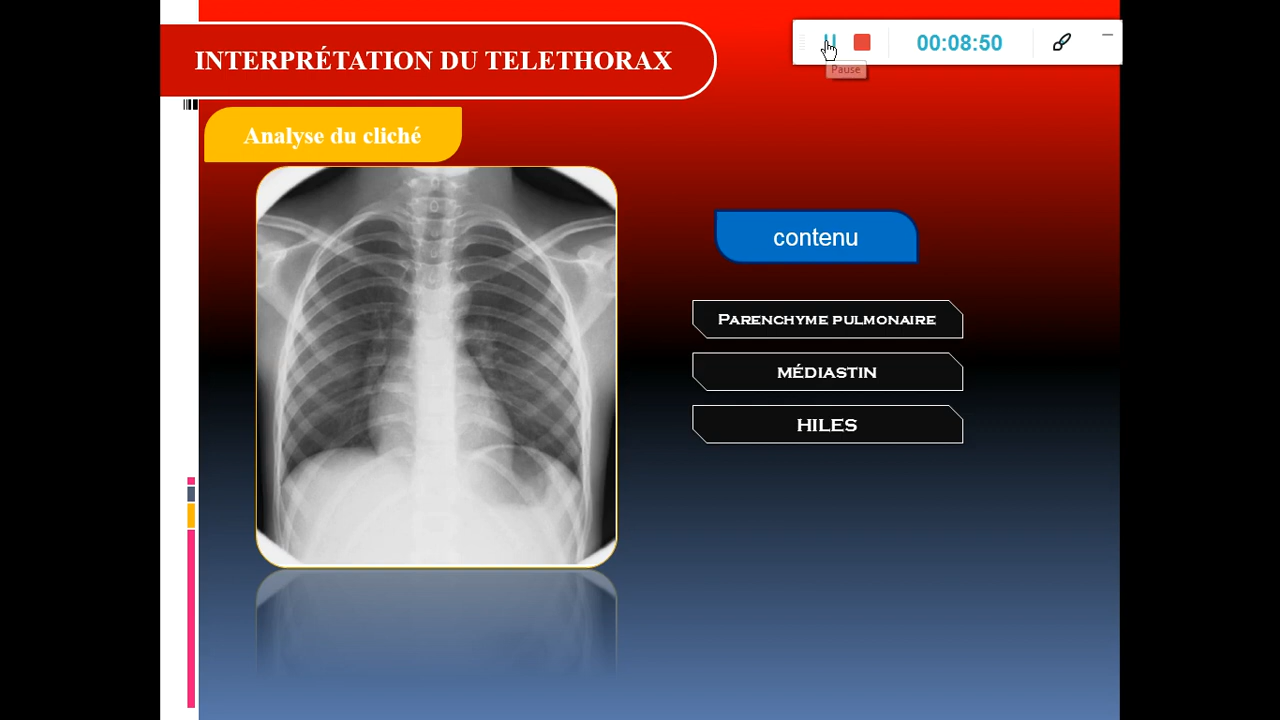 INTERPRÉTATION DU TELETHORAX
00:08:50
Pause
Analyse du cliché
contenu
PARENCHYME PULMONAIRE
MÉDIASTIN
HILES